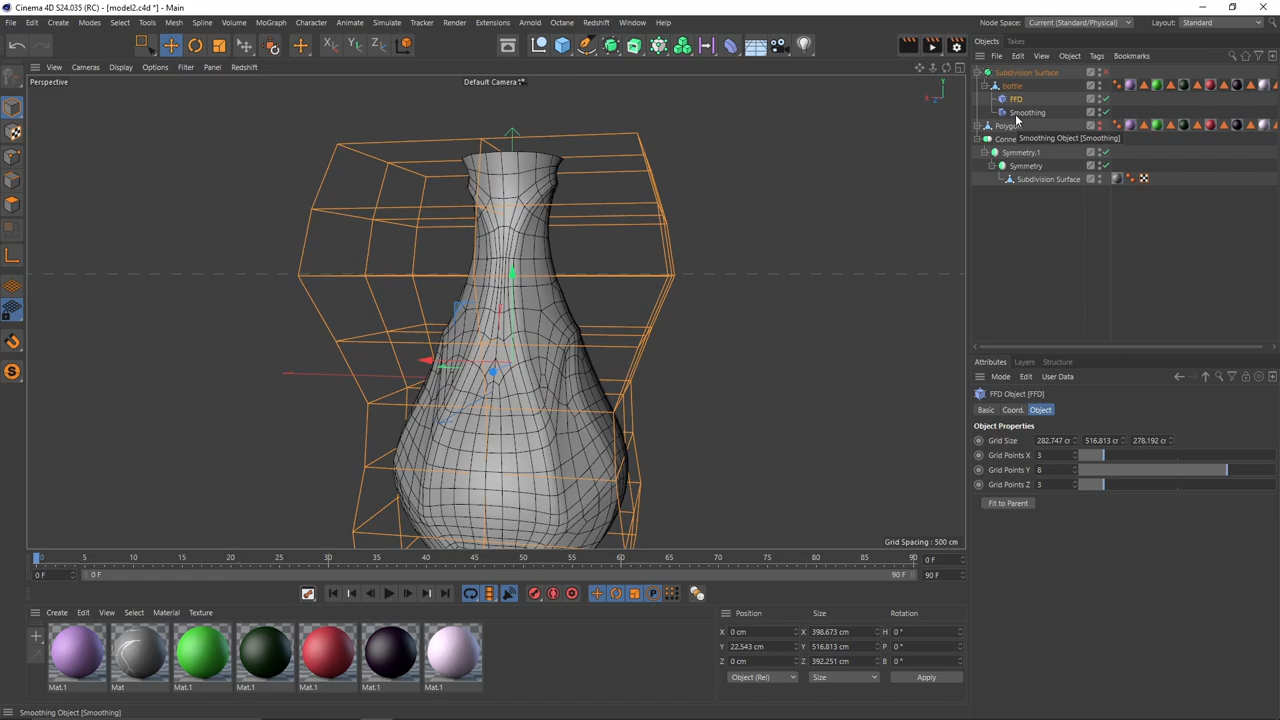 Cinema 4D S24.035 (RC) - [model2.c4d *] - Main
File Edit Create Modes Select Tools Mesh Spline Volume MoGraph Character Animate Simulate Tracker Render Extensions Arnold Octane Redshift Window Help
Node Space: Current (Standard/Physical) Layout: Standard
Objects Takes
File Edit View Object Tags Bookmarks
View Cameras Display Options Filter Panel Redshift
Perspective
Default Camera
Y
Z
X
Subdivision Surface
bottle
FFD
Smoothing
Polygon
Smoothing Object [Smoothing]
Conne
Symmetry.1
Symmetry
Subdivision Surface
Attributes Layers Structure
Mode Edit User Data
FFD Object [FFD]
Basic Coord. Object
Object Properties
Grid Size 282.747 cr 516.813 cr 278.192 cr
Grid Points X 3
Grid Points Y 8
Grid Points Z 3
Fit to Parent
Grid Spacing : 500 cm
0 5 10 15 20 25 30 35 40 45 50 55 60 65 70 75 80 85 90
0 F
0 F 0 F 90 F 90 F
Create Edit View Select Material Texture
Mat.1 Mat Mat.1 Mat.1 Mat.1 Mat.1 Mat.1
Position Size Rotation
X 0 cm X 398.673 cm H 0 °
Y 22.543 cm Y 516.813 cm P 0 °
Z 0 cm Z 392.251 cm B 0 °
Object (Rel) Size Apply
Smoothing Object [Smoothing]